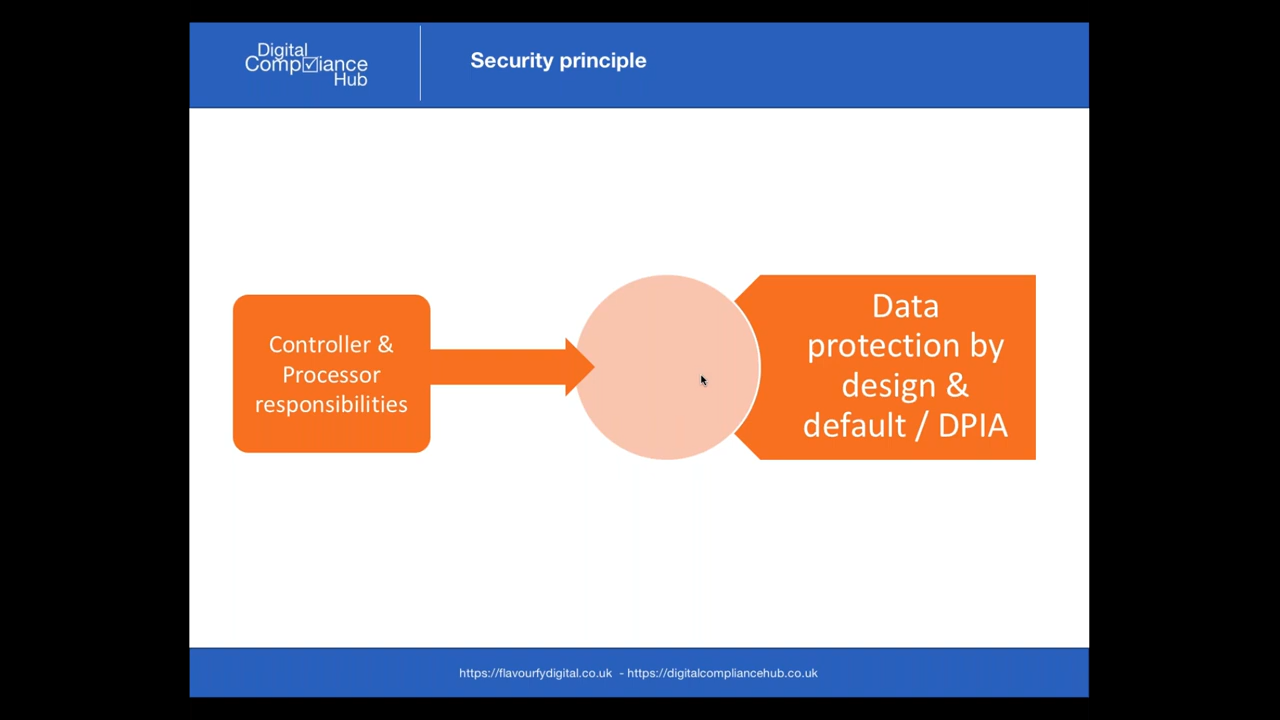 Digital
Compliance
Hub
Security principle
Controller &
Processor
responsibilities
Data
protection by
design &
default / DPIA
https://flavourfydigital.co.uk - https://digitalcompliancehub.co.uk